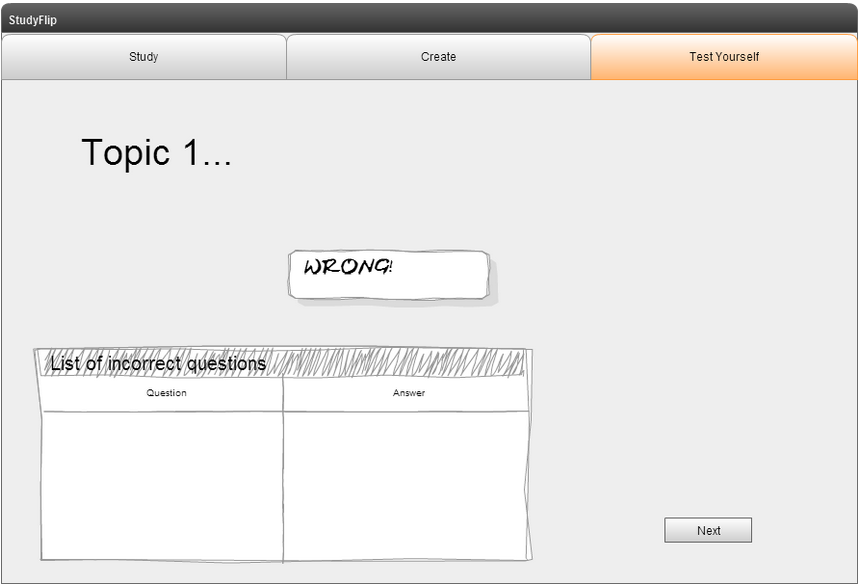 StudyFlip
Study Create Test Yourself
Topic 1...
WRONG!
List of incorrect questions
Question Answer
Next